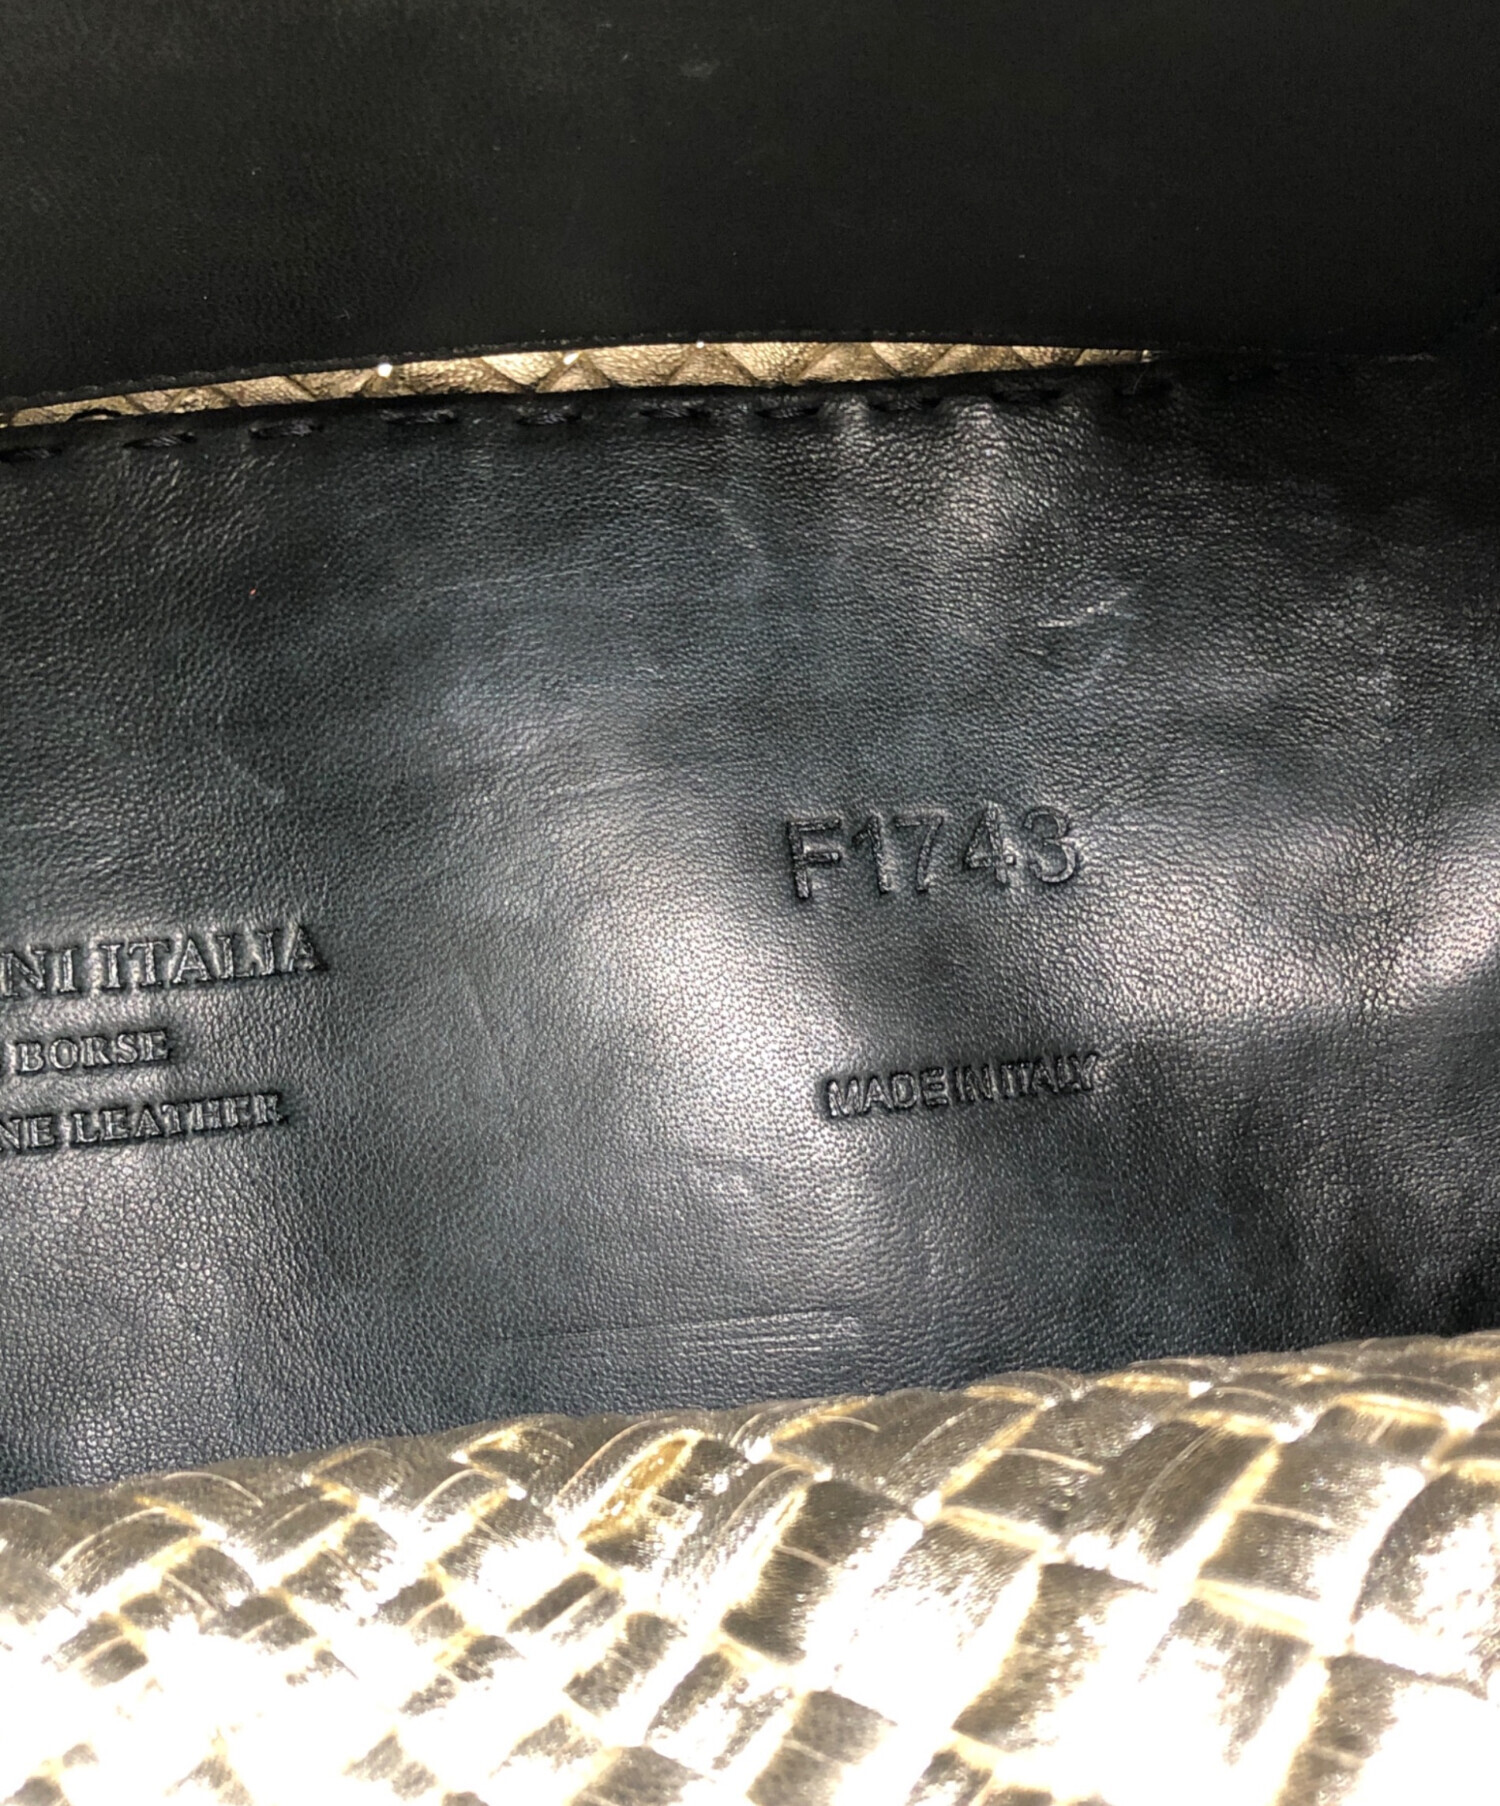 F1743
NI ITALIA
BORSE
NE LEATHER
MADE IN ITALY